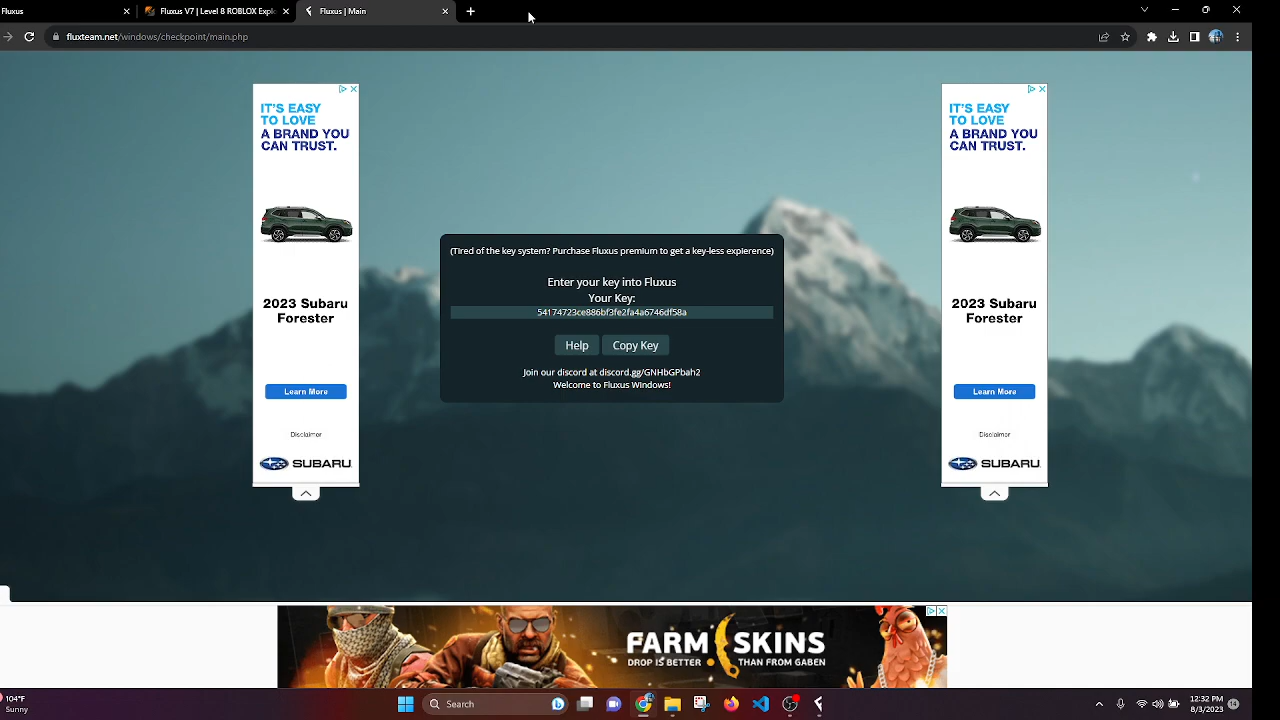 Fluxus
Fluxus V7 | Level 8 ROBLOX Explo
Fluxus | Main
fluxteam.net/windows/checkpoint/main.php
IT'S EASY
TO LOVE
A BRAND YOU
CAN TRUST.
2023 Subaru
Forester
Learn More
Disclaimer
SUBARU
(Tired of the key system? Purchase Fluxus premium to get a key-less explerence)
Enter your key into Fluxus
Your Key:
54174723ce886bf3fe2fa4a6746df58a
Help
Copy Key
Join our discord at discord.gg/GNHbGPbah2
Welcome to Fluxus Windows!
IT'S EASY
TO LOVE
A BRAND YOU
CAN TRUST.
2023 Subaru
Forester
Learn More
Disclaimer
SUBARU
FARM SKINS
DROP IS BETTER THAN FROM GABEN
104°F
Sunny
Search
12:32 PM
8/3/2023